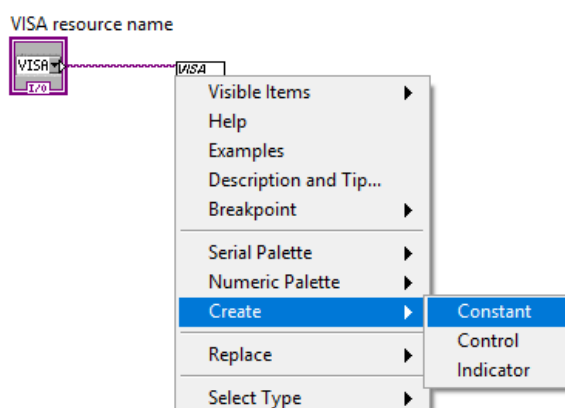 VISA resource name
VISA
I/O
VISA
Visible Items
Help
Examples
Description and Tip...
Breakpoint
Serial Palette
Numeric Palette
Create
Constant
Control
Indicator
Replace
Select Type